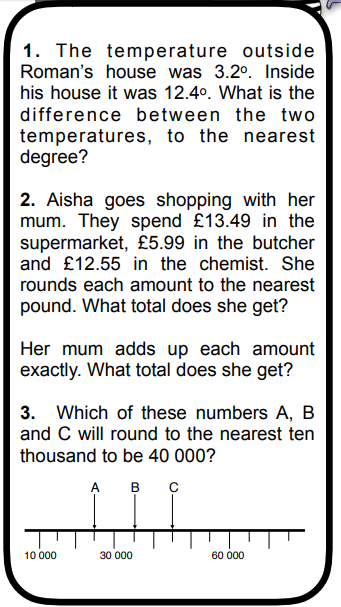 1. The temperature outside
Roman's house was 3.2º. Inside
his house it was 12.4º. What is the
difference between the two
temperatures, to the nearest
degree?
2. Aisha goes shopping with her
mum. They spend £13.49 in the
supermarket, £5.99 in the butcher
and £12.55 in the chemist. She
rounds each amount to the nearest
pound. What total does she get?
Her mum adds up each amount
exactly. What total does she get?
3. Which of these numbers A, B
and C will round to the nearest ten
thousand to be 40 000?
A B C
10 000 30 000 60 000